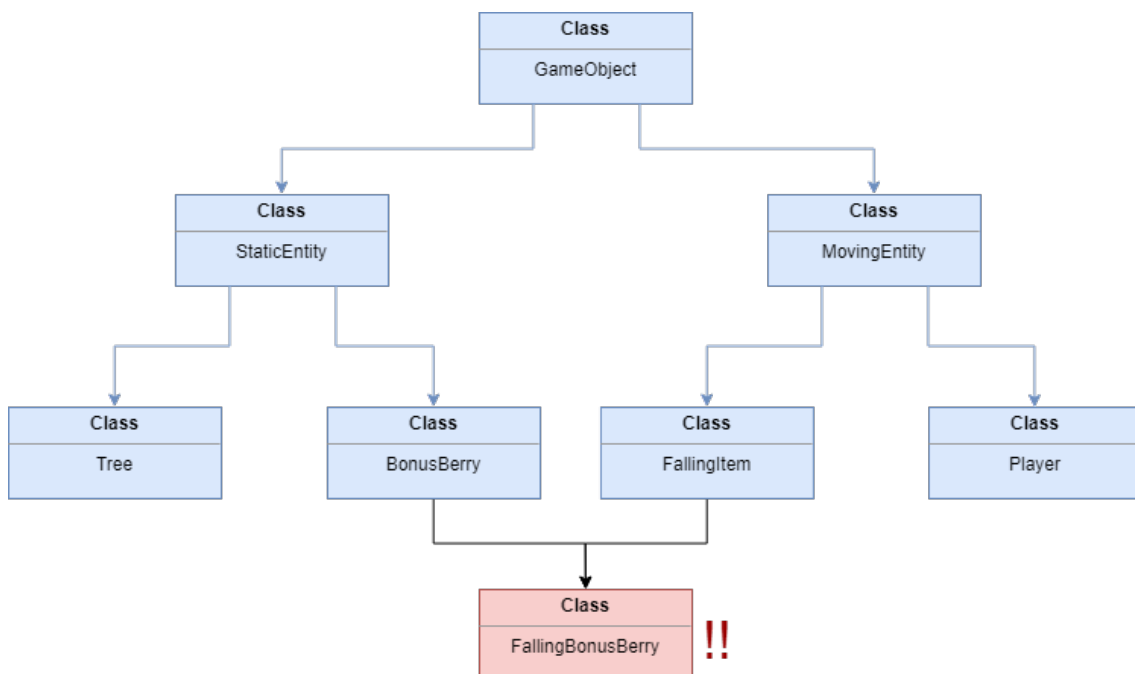 Class
GameObject
Class
StaticEntity
Class
MovingEntity
Class
Tree
Class
BonusBerry
Class
FallingItem
Class
Player
Class
FallingBonusBerry
!!